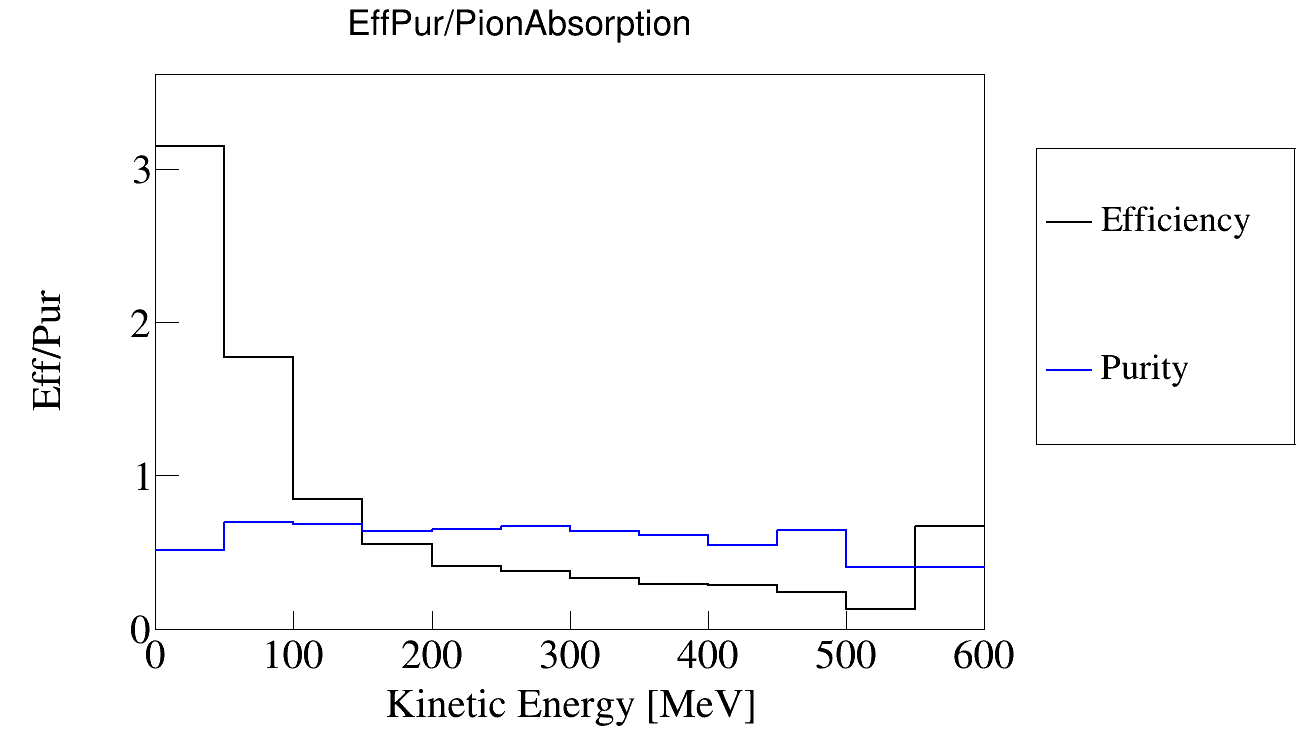 EffPur/PionAbsorption
Eff/Pur
3
2
1
0
0 100 200 300 400 500 600
Kinetic Energy [MeV]
Efficiency
Purity